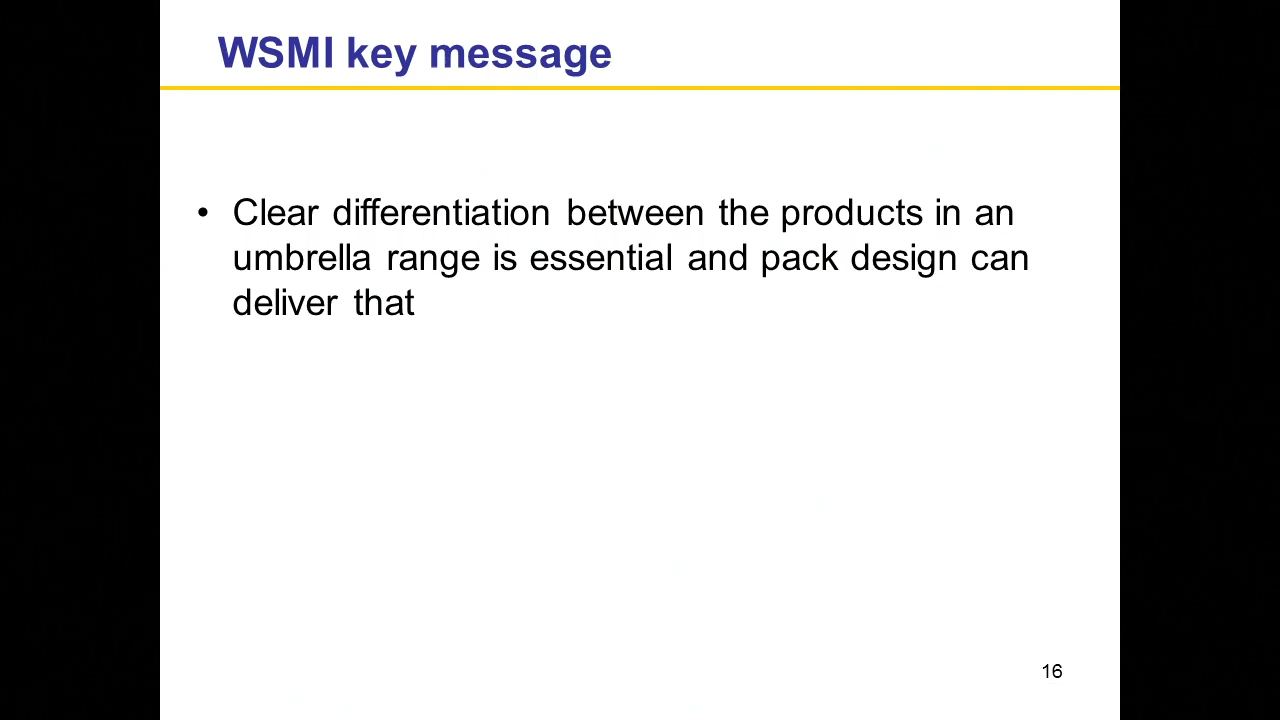 WSMI key message
• Clear differentiation between the products in an
umbrella range is essential and pack design can
deliver that
16